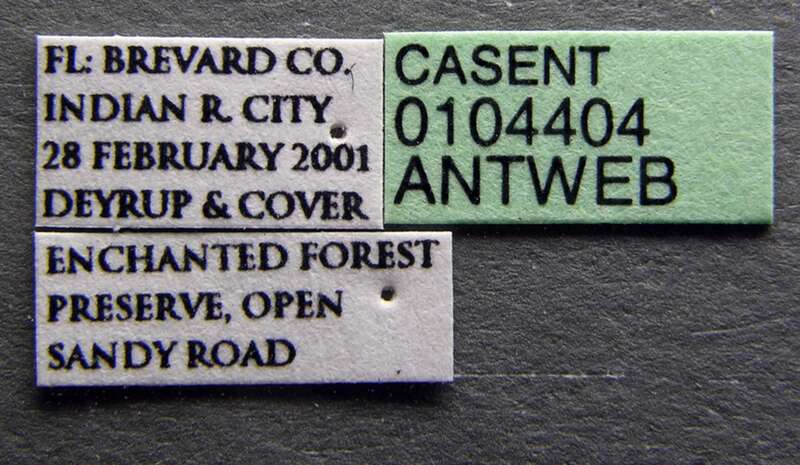 FL: BREVARD CO.
INDIAN R. CITY
28 FEBRUARY 2001
DEYRUP & COVER
CASENT
0104404
ANTWEB
ENCHANTED FOREST
PRESERVE, OPEN
SANDY ROAD